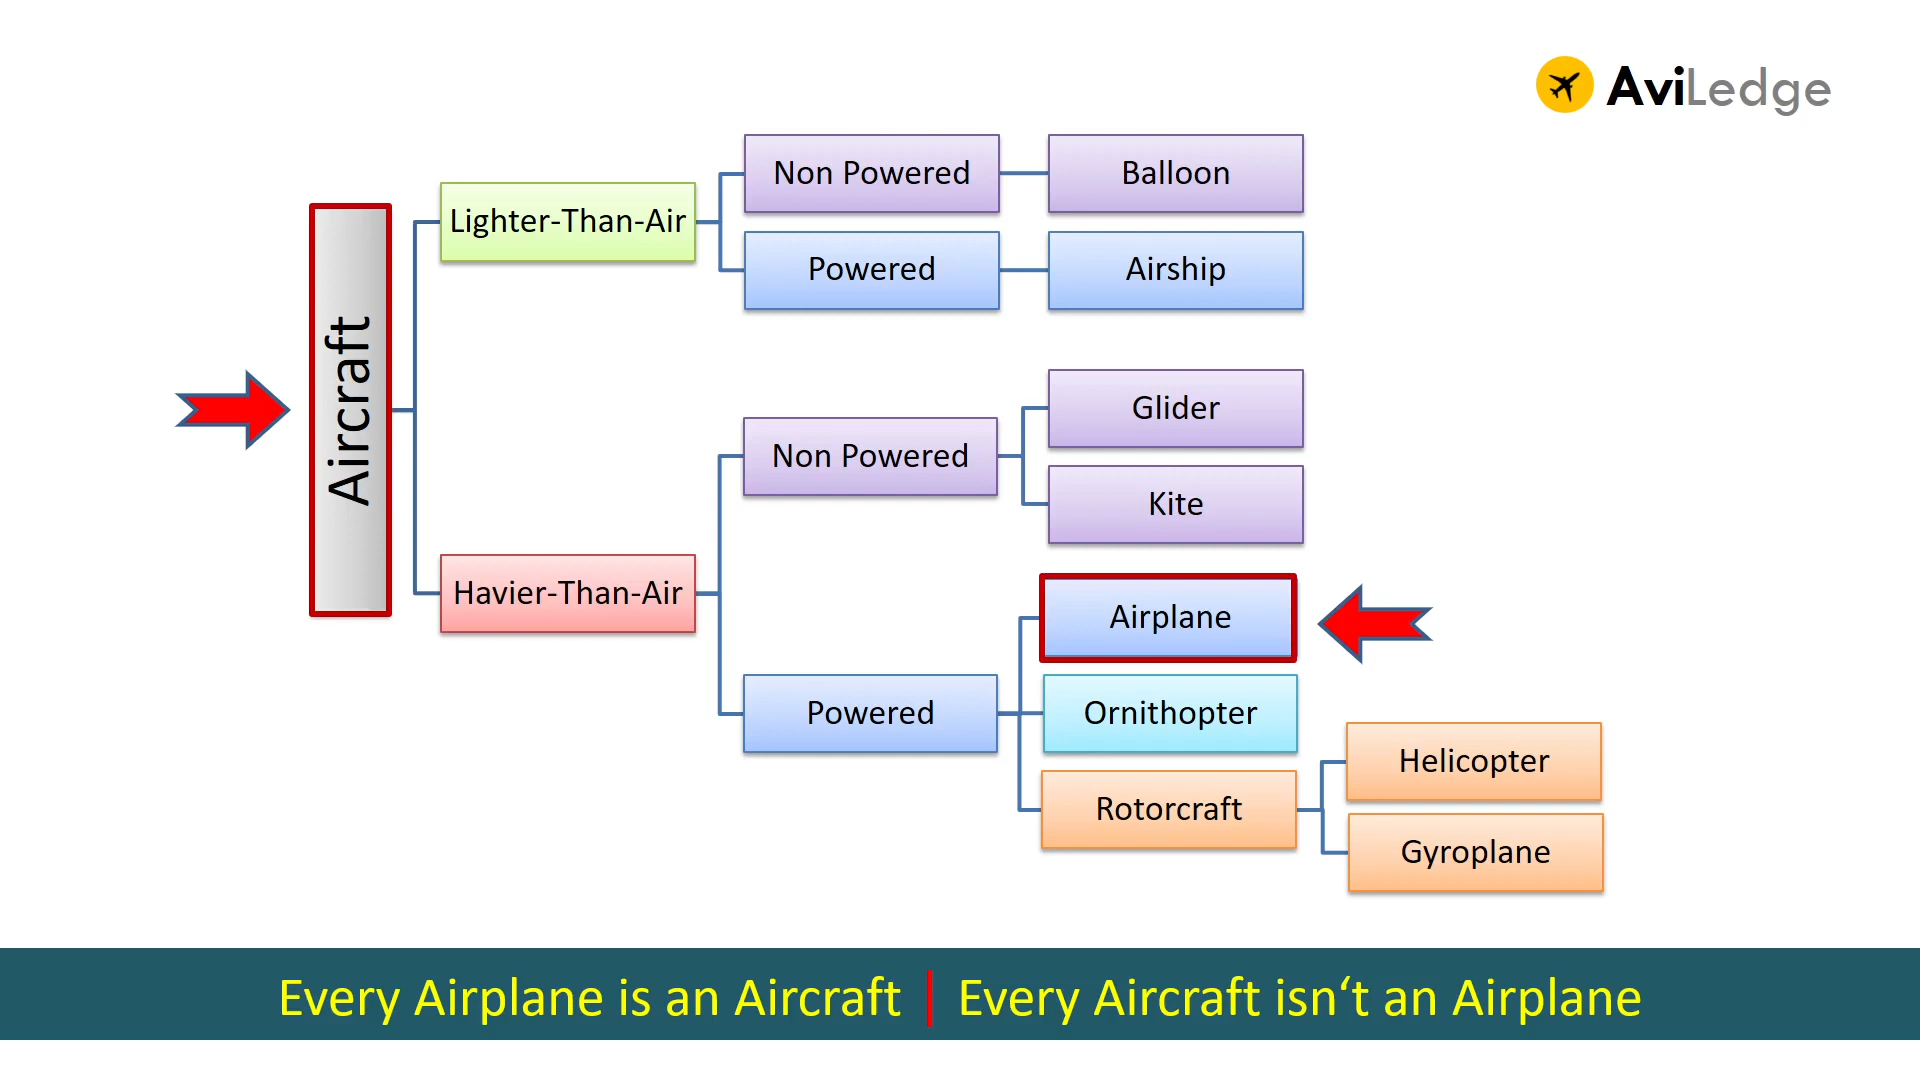 AviLedge
Aircraft
Lighter-Than-Air
Non Powered
Balloon
Powered
Airship
Havier-Than-Air
Non Powered
Glider
Kite
Powered
Airplane
Ornithopter
Rotorcraft
Helicopter
Gyroplane
Every Airplane is an Aircraft | Every Aircraft isn‘t an Airplane